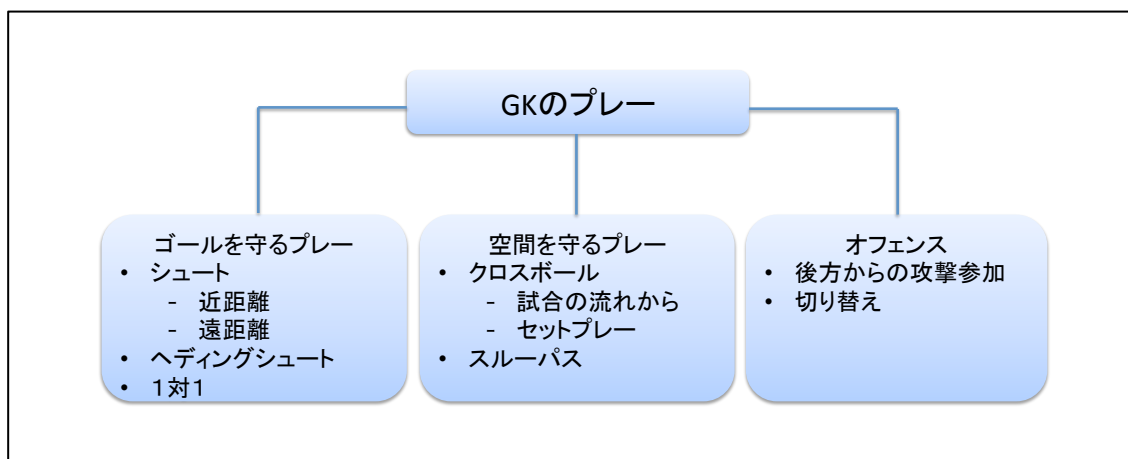 GKのプレー
ゴールを守るプレー
• シュート
- 近距離
- 遠距離
• ヘディングシュート
• １対１
空間を守るプレー
• クロスボール
- 試合の流れから
- セットプレー
• スルーパス
オフェンス
• 後方からの攻撃参加
• 切り替え